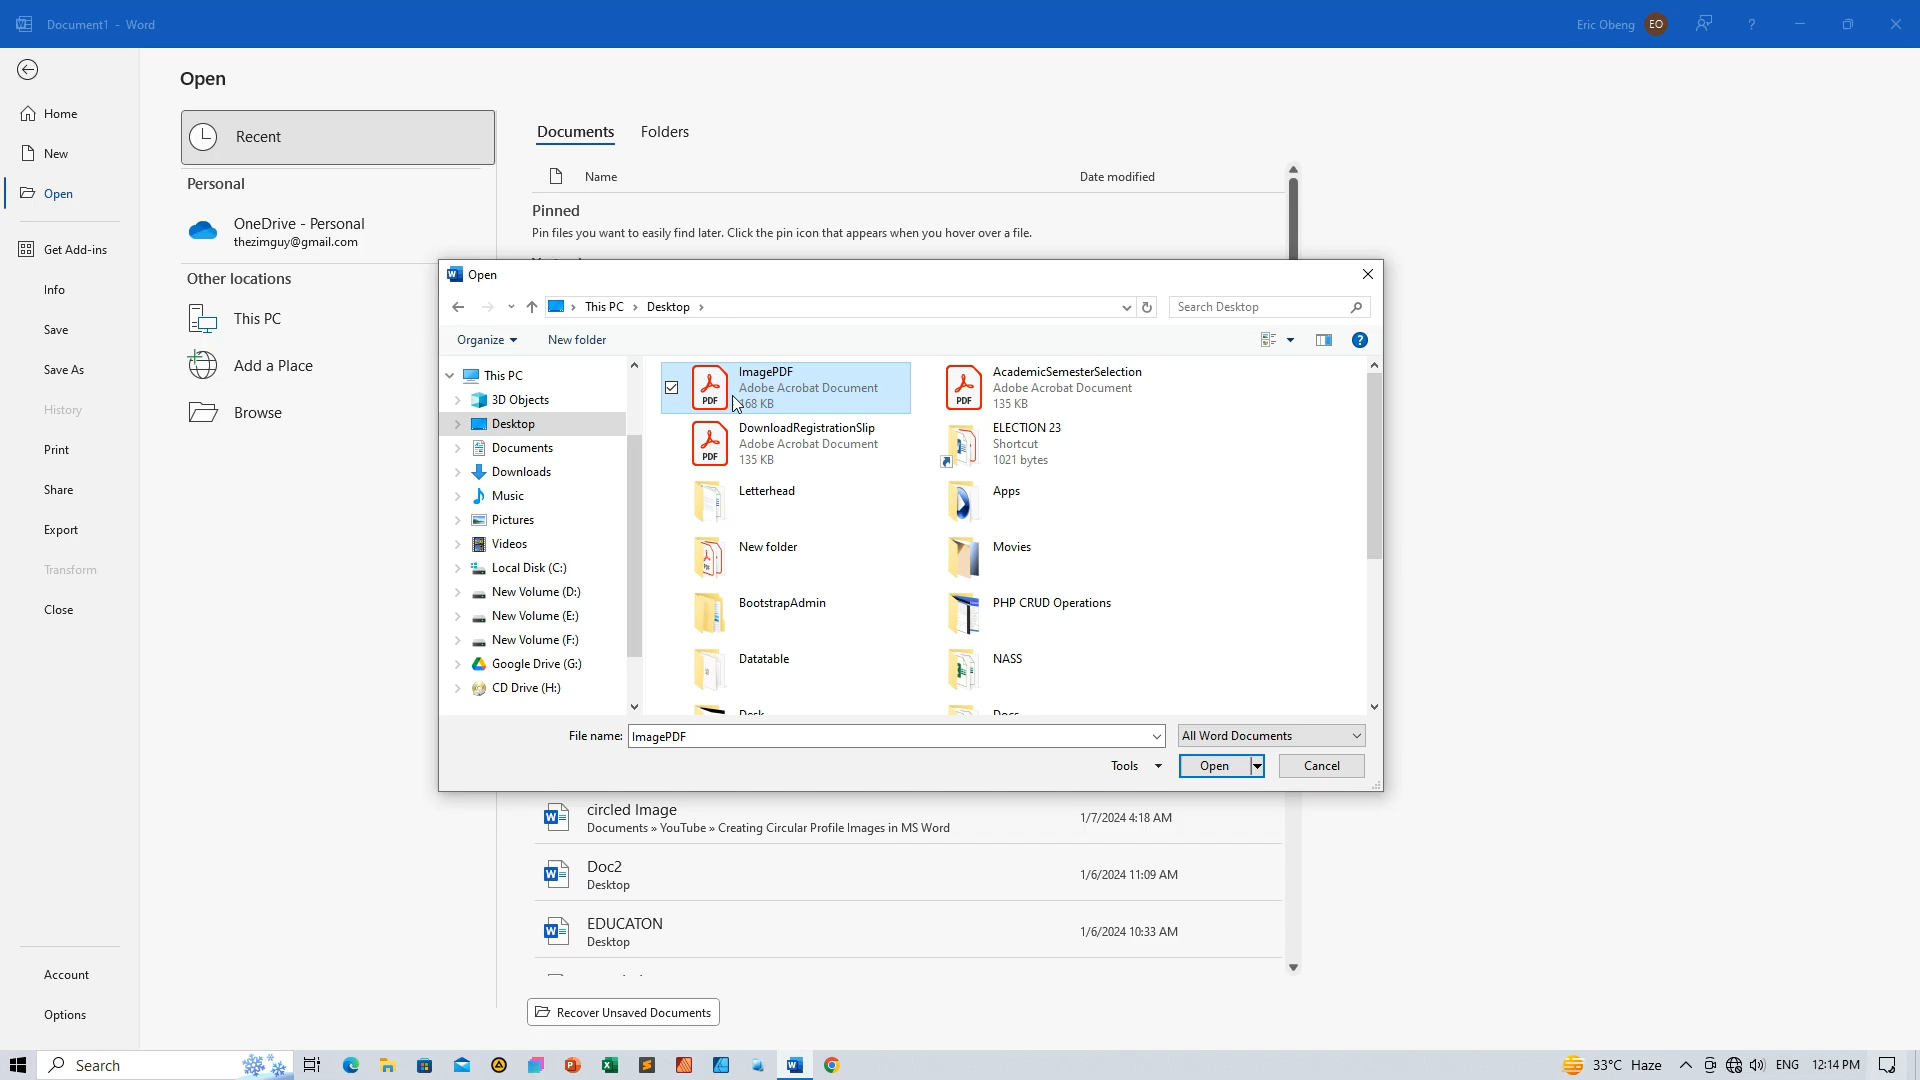 Document1 - Word
Eric Obeng EO
Open
Home
New
Open
Get Add-ins
Info
Save
Save As
History
Print
Share
Export
Transform
Close
Account
Options
Recent
Personal
OneDrive - Personal
thezimguy@gmail.com
Other locations
This PC
Add a Place
Browse
Documents Folders
Name Date modified
Pinned
Pin files you want to easily find later. Click the pin icon that appears when you hover over a file.
Open
This PC Desktop
Search Desktop
Organize New folder
This PC
3D Objects
Desktop
Documents
Downloads
Music
Pictures
Videos
Local Disk (C:)
New Volume (D:)
New Volume (E:)
New Volume (F:)
Google Drive (G:)
CD Drive (H:)
ImagePDF
Adobe Acrobat Document
168 KB
AcademicSemesterSelection
Adobe Acrobat Document
135 KB
DownloadRegistrationSlip
Adobe Acrobat Document
135 KB
ELECTION 23
Shortcut
1021 bytes
Letterhead
Apps
New folder
Movies
BootstrapAdmin
PHP CRUD Operations
Datatable
NASS
Desk
Docs
File name: ImagePDF
All Word Documents
Tools Open Cancel
circled Image
Documents » YouTube » Creating Circular Profile Images in MS Word
1/7/2024 4:18 AM
Doc2
Desktop
1/6/2024 11:09 AM
EDUCATON
Desktop
1/6/2024 10:33 AM
Recover Unsaved Documents
Search
33°C Haze
ENG
12:14 PM